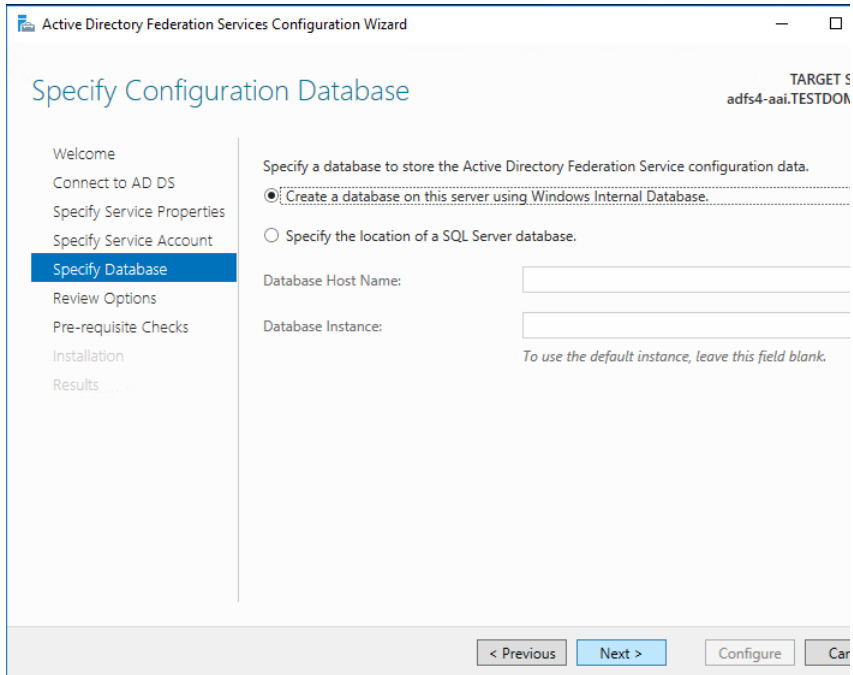 Active Directory Federation Services Configuration Wizard
Specify Configuration Database
TARGET
adfs4-aai.
Welcome
Connect to AD DS
Specify Service Properties
Specify Service Account
Specify Database
Review Options
Pre-requisite Checks
Installation
Results
Specify a database to store the Active Directory Federation Service configuration data.
Create a database on this server using Windows Internal Database.
Specify the location of a SQL Server database.
Database Host Name:
Database Instance:
To use the default instance, leave this field blank.
< Previous
Next >
Configure